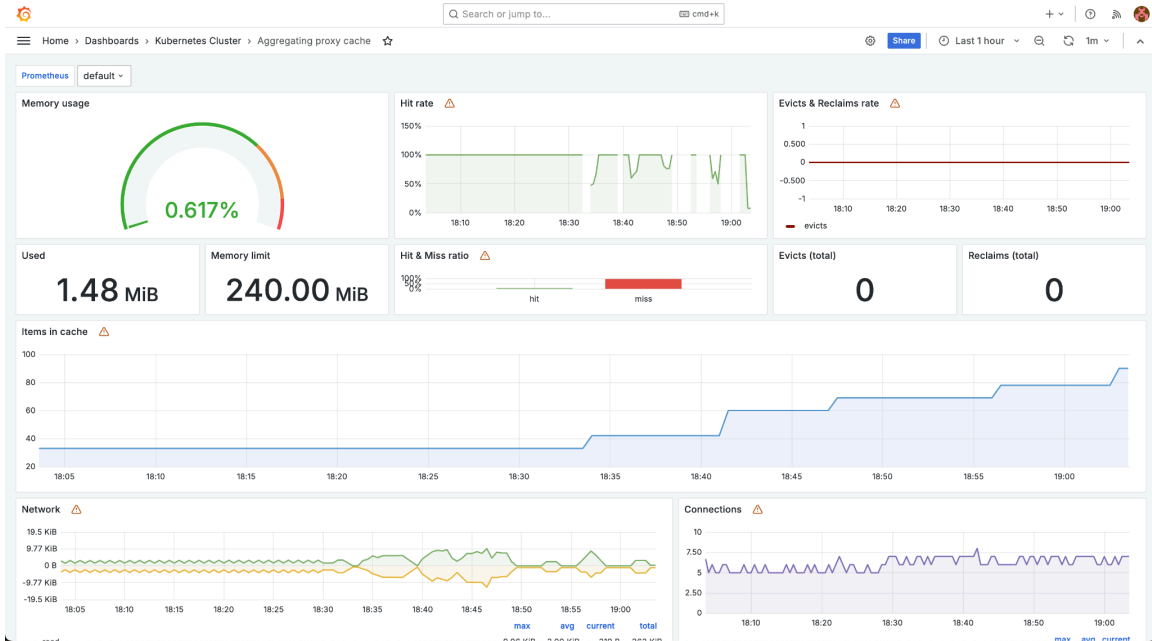 Search or jump to...
cmd+k
Home › Dashboards › Kubernetes Cluster › Aggregating proxy cache
Share
Last 1 hour
1m
Prometheus
default
Memory usage
0.617%
Hit rate
150%
100%
50%
0%
18:10 18:20 18:30 18:40 18:50 19:00
Evicts & Reclaims rate
1
0.500
0
-0.500
-1
18:10 18:20 18:30 18:40 18:50 19:00
evicts
Used
1.48 MiB
Memory limit
240.00 MiB
Hit & Miss ratio
100%
50%
0%
hit miss
Evicts (total)
0
Reclaims (total)
0
Items in cache
100
80
60
40
20
18:05 18:10 18:15 18:20 18:25 18:30 18:35 18:40 18:45 18:50 18:55 19:00
Network
19.5 KiB
9.77 KiB
0 B
-9.77 KiB
-19.5 KiB
18:05 18:10 18:15 18:20 18:25 18:30 18:35 18:40 18:45 18:50 18:55 19:00
max avg current total
Connections
10
7.50
5
2.50
0
18:10 18:20 18:30 18:40 18:50 19:00
max avg current